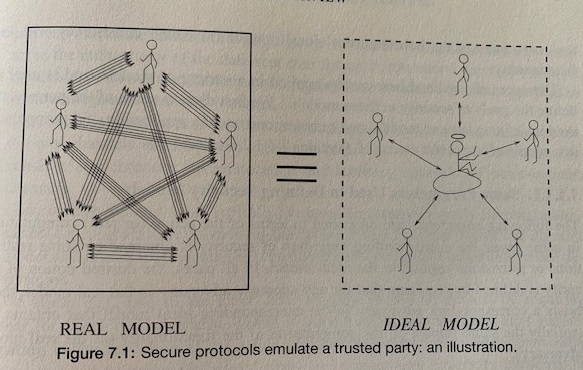 REAL MODEL
IDEAL MODEL
Figure 7.1: Secure protocols emulate a trusted party: an illustration.